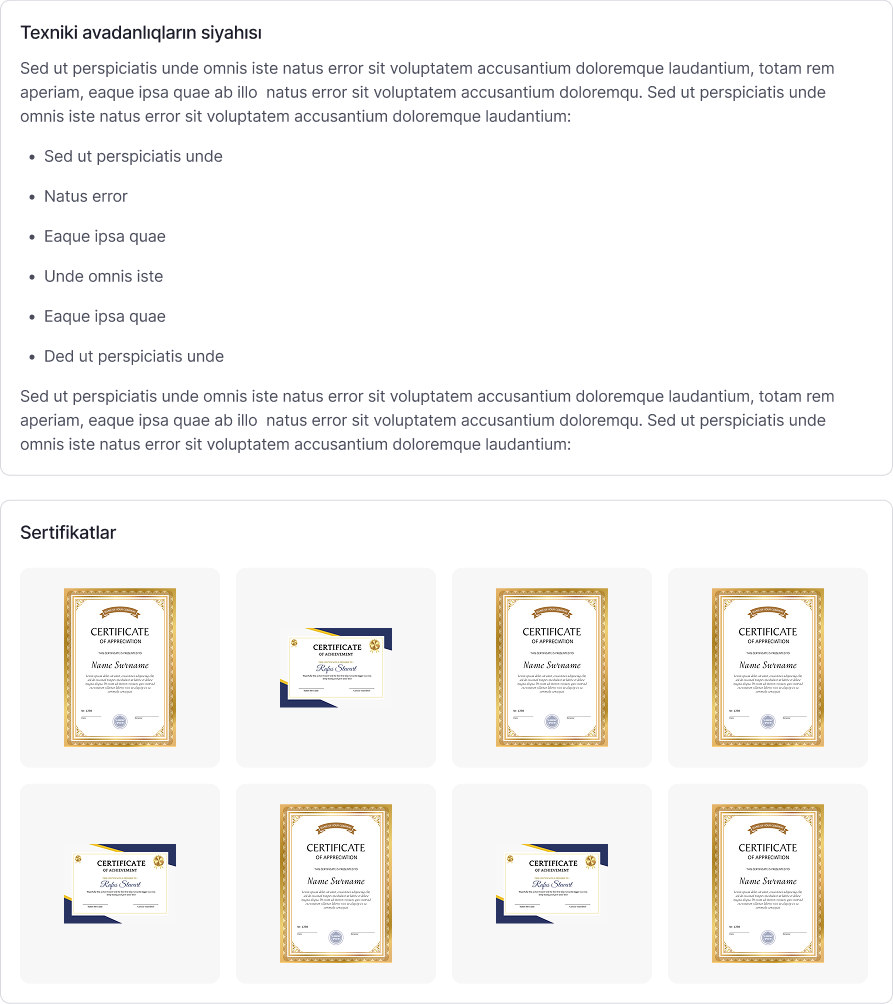 Texniki avadanlıqların siyahısı
Sed ut perspiciatis unde omnis iste natus error sit voluptatem accusantium doloremque laudantium, totam rem
aperiam, eaque ipsa quae ab illo  natus error sit voluptatem accusantium doloremqu. Sed ut perspiciatis unde
omnis iste natus error sit voluptatem accusantium doloremque laudantium:
• Sed ut perspiciatis unde
• Natus error
• Eaque ipsa quae
• Unde omnis iste
• Eaque ipsa quae
• Ded ut perspiciatis unde
Sed ut perspiciatis unde omnis iste natus error sit voluptatem accusantium doloremque laudantium, totam rem
aperiam, eaque ipsa quae ab illo  natus error sit voluptatem accusantium doloremqu. Sed ut perspiciatis unde
omnis iste natus error sit voluptatem accusantium doloremque laudantium:
Sertifikatlar
CERTIFICATE
OF APPRECIATION
Name Surname
CERTIFICATE
OF ACHIEVEMENT
Rufus Stewart
CERTIFICATE
OF APPRECIATION
Name Surname
CERTIFICATE
OF APPRECIATION
Name Surname
CERTIFICATE
OF ACHIEVEMENT
Rufus Stewart
CERTIFICATE
OF APPRECIATION
Name Surname
CERTIFICATE
OF ACHIEVEMENT
Rufus Stewart
CERTIFICATE
OF APPRECIATION
Name Surname